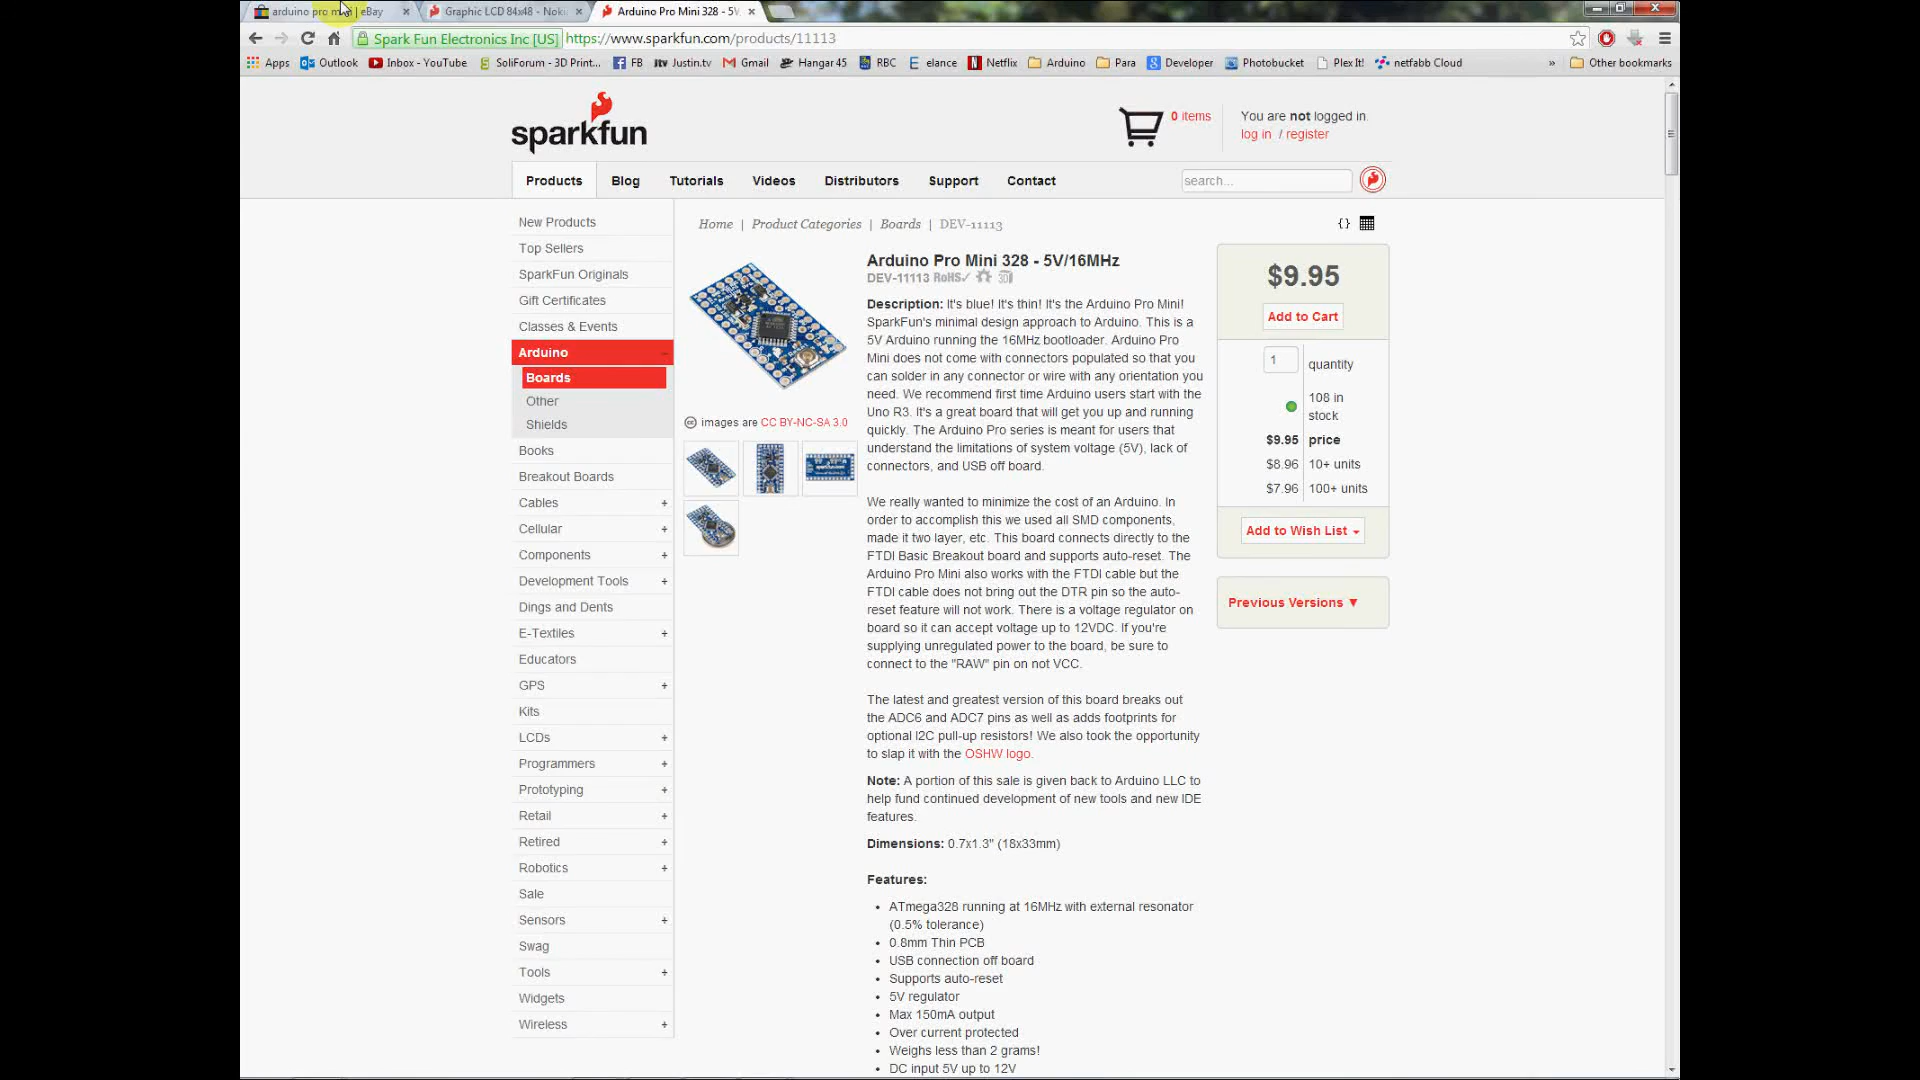 arduino pro mini | eBay
Graphic LCD 84x48 - Noki
Arduino Pro Mini 328 - 5V
Spark Fun Electronics Inc [US] https://www.sparkfun.com/products/11113
Apps Outlook Inbox - YouTube SoliForum - 3D Print... FB Justin.tv Gmail Hangar 45 RBC elance Netflix Arduino Para Developer Photobucket Plex It! netfabb Cloud » Other bookmarks
sparkfun
0 items
You are not logged in.
log in / register
Products Blog Tutorials Videos Distributors Support Contact
search...
New Products
Top Sellers
SparkFun Originals
Gift Certificates
Classes & Events
Arduino -
Boards
Other
Shields
Books
Breakout Boards
Cables +
Cellular +
Components +
Development Tools +
Dings and Dents
E-Textiles +
Educators
GPS +
Kits
LCDs +
Programmers +
Prototyping +
Retail +
Retired +
Robotics +
Sale
Sensors +
Swag
Tools +
Widgets
Wireless +
Home | Product Categories | Boards | DEV-11113
{}
images are CC BY-NC-SA 3.0
Arduino Pro Mini 328 - 5V/16MHz
DEV-11113 RoHS✓ 3D
Description: It's blue! It's thin! It's the Arduino Pro Mini!
SparkFun's minimal design approach to Arduino. This is a
5V Arduino running the 16MHz bootloader. Arduino Pro
Mini does not come with connectors populated so that you
can solder in any connector or wire with any orientation you
need. We recommend first time Arduino users start with the
Uno R3. It's a great board that will get you up and running
quickly. The Arduino Pro series is meant for users that
understand the limitations of system voltage (5V), lack of
connectors, and USB off board.
We really wanted to minimize the cost of an Arduino. In
order to accomplish this we used all SMD components,
made it two layer, etc. This board connects directly to the
FTDI Basic Breakout board and supports auto-reset. The
Arduino Pro Mini also works with the FTDI cable but the
FTDI cable does not bring out the DTR pin so the auto-
reset feature will not work. There is a voltage regulator on
board so it can accept voltage up to 12VDC. If you're
supplying unregulated power to the board, be sure to
connect to the "RAW" pin on not VCC.
The latest and greatest version of this board breaks out
the ADC6 and ADC7 pins as well as adds footprints for
optional I2C pull-up resistors! We also took the opportunity
to slap it with the OSHW logo.
Note: A portion of this sale is given back to Arduino LLC to
help fund continued development of new tools and new IDE
features.
Dimensions: 0.7x1.3" (18x33mm)
Features:
• ATmega328 running at 16MHz with external resonator
(0.5% tolerance)
• 0.8mm Thin PCB
• USB connection off board
• Supports auto-reset
• 5V regulator
• Max 150mA output
• Over current protected
• Weighs less than 2 grams!
• DC input 5V up to 12V
$9.95
Add to Cart
1 quantity
108 in
stock
$9.95 price
$8.96 10+ units
$7.96 100+ units
Add to Wish List
Previous Versions ▼